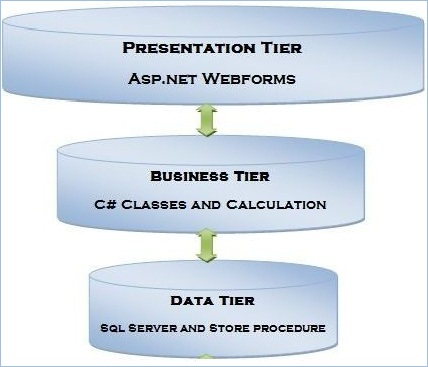 Presentation Tier
Asp.net Webforms
Business Tier
C# Classes and Calculation
Data Tier
Sql Server and Store procedure